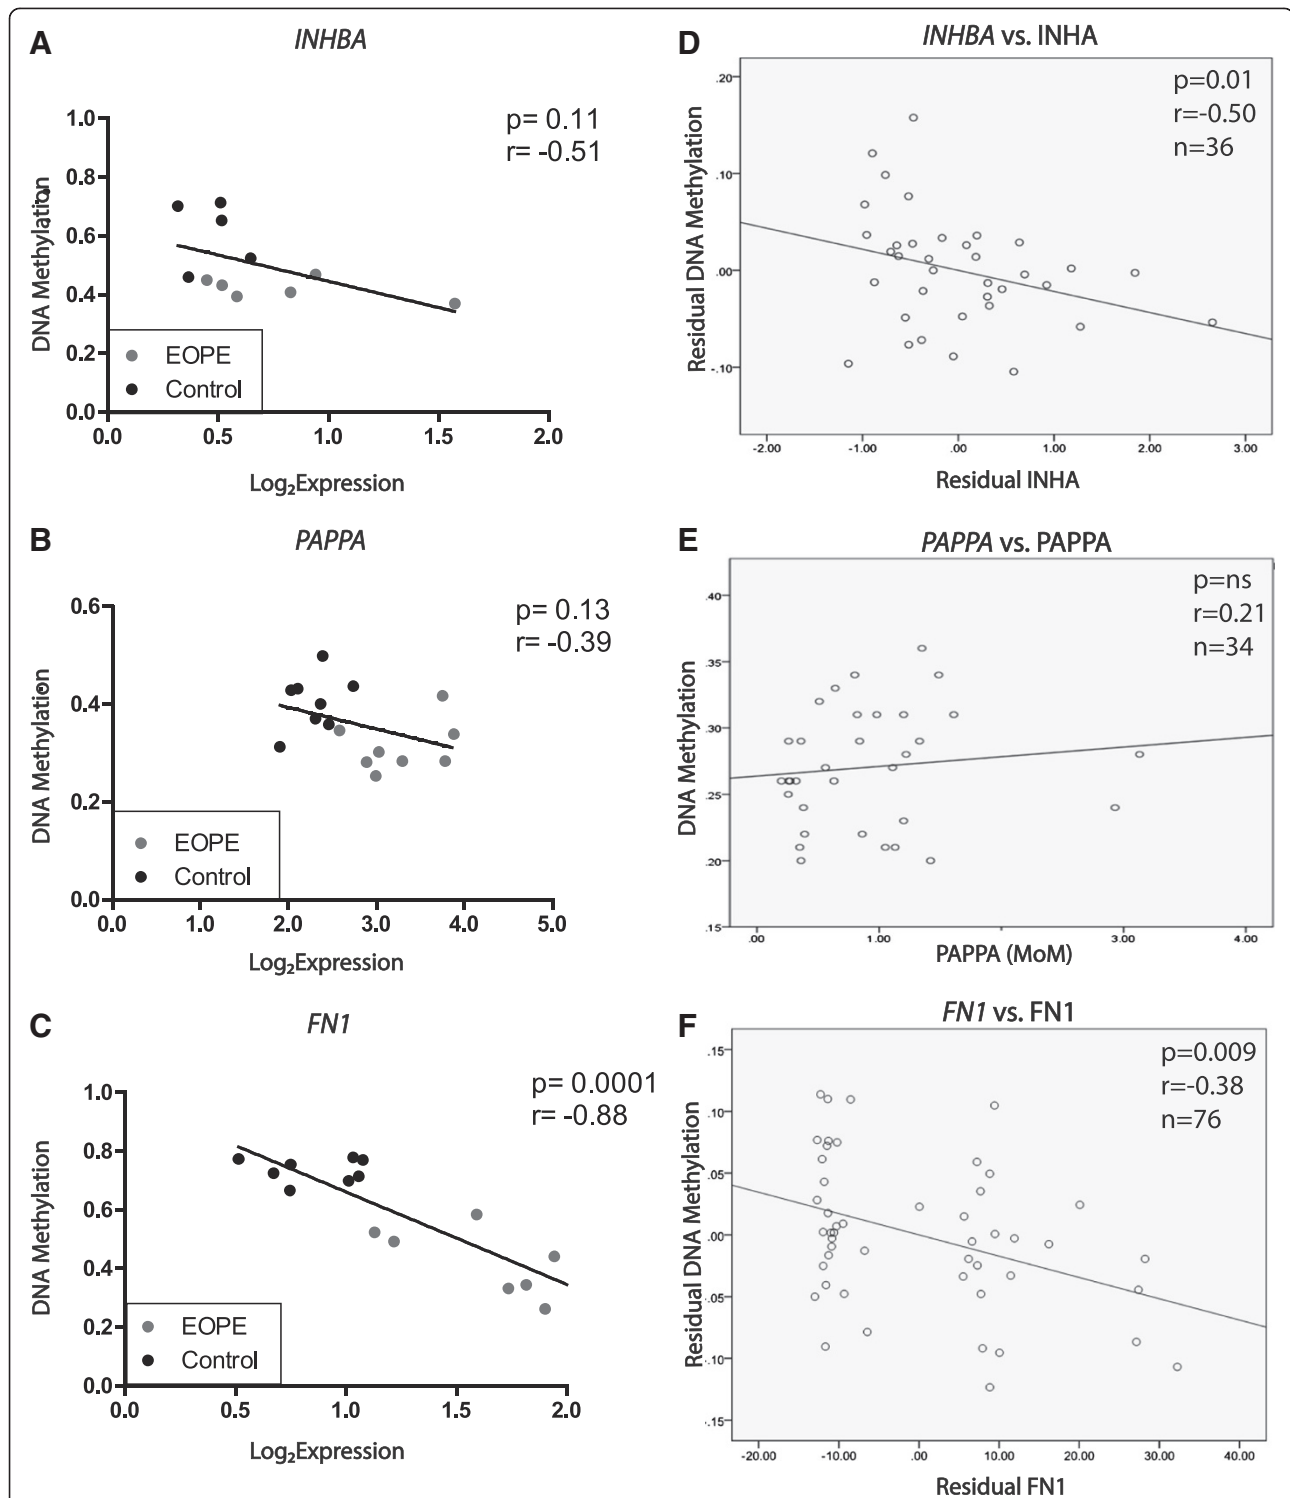 A
INHBA
p= 0.11
r= -0.51
1.0
0.8
0.6
0.4
0.2
0.0
DNA Methylation
EOPE
Control
0.0 0.5 1.0 1.5 2.0
Log₂Expression
B
PAPPA
p= 0.13
r= -0.39
0.6
0.4
0.2
0.0
DNA Methylation
EOPE
Control
0.0 1.0 2.0 3.0 4.0 5.0
Log₂Expression
C
FN1
p= 0.0001
r= -0.88
1.0
0.8
0.6
0.4
0.2
0.0
DNA Methylation
EOPE
Control
0.0 0.5 1.0 1.5 2.0
Log₂Expression
D
INHBA vs. INHA
p=0.01
r=-0.50
n=36
.20
.10
.00
-.10
Residual DNA Methylation
-2.00 -1.00 .00 1.00 2.00 3.00
Residual INHA
E
PAPPA vs. PAPPA
p=ns
r=0.21
n=34
.40
.35
.30
.25
.20
.15
DNA Methylation
.00 1.00 3.00 4.00
PAPPA (MoM)
F
FN1 vs. FN1
p=0.009
r=-0.38
n=76
.15
.10
.05
.00
-.05
-.10
-.15
Residual DNA Methylation
-20.00 -10.00 .00 10.00 20.00 30.00 40.00
Residual FN1